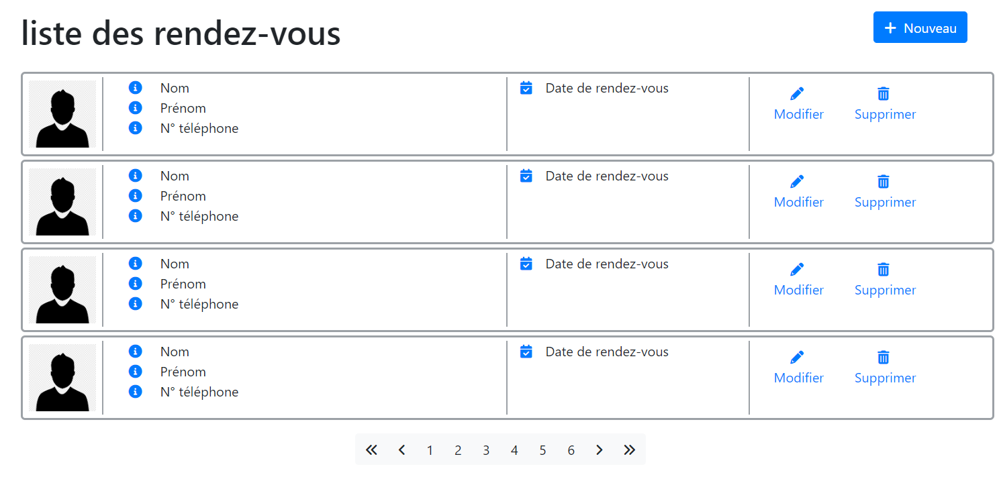 liste des rendez-vous
Nouveau
Nom
Prénom
N° téléphone
Date de rendez-vous
Modifier
Supprimer
Nom
Prénom
N° téléphone
Date de rendez-vous
Modifier
Supprimer
Nom
Prénom
N° téléphone
Date de rendez-vous
Modifier
Supprimer
Nom
Prénom
N° téléphone
Date de rendez-vous
Modifier
Supprimer
1 2 3 4 5 6